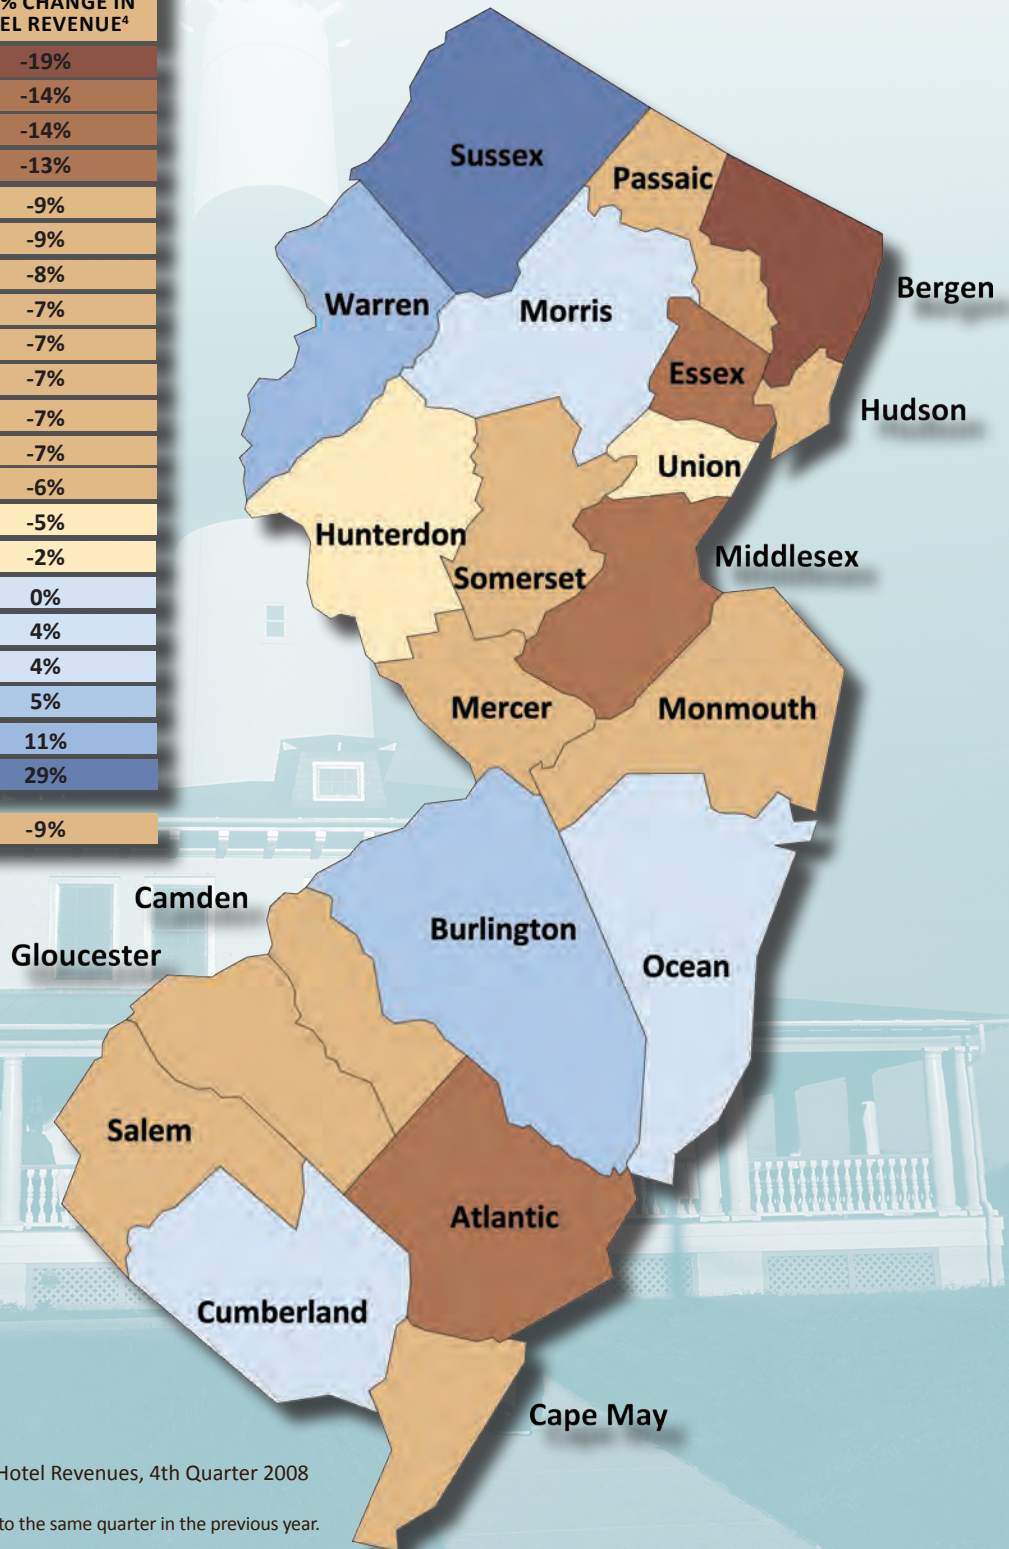 % CHANGE IN
EL REVENUE⁴
-19%
-14%
-14%
-13%
-9%
-9%
-8%
-7%
-7%
-7%
-7%
-7%
-6%
-5%
-2%
0%
4%
4%
5%
11%
29%
-9%
Sussex
Passaic
Bergen
Warren
Morris
Essex
Hudson
Union
Hunterdon
Middlesex
Somerset
Mercer
Monmouth
Camden
Burlington
Gloucester
Ocean
Salem
Atlantic
Cumberland
Cape May
Hotel Revenues, 4th Quarter 2008
to the same quarter in the previous year.